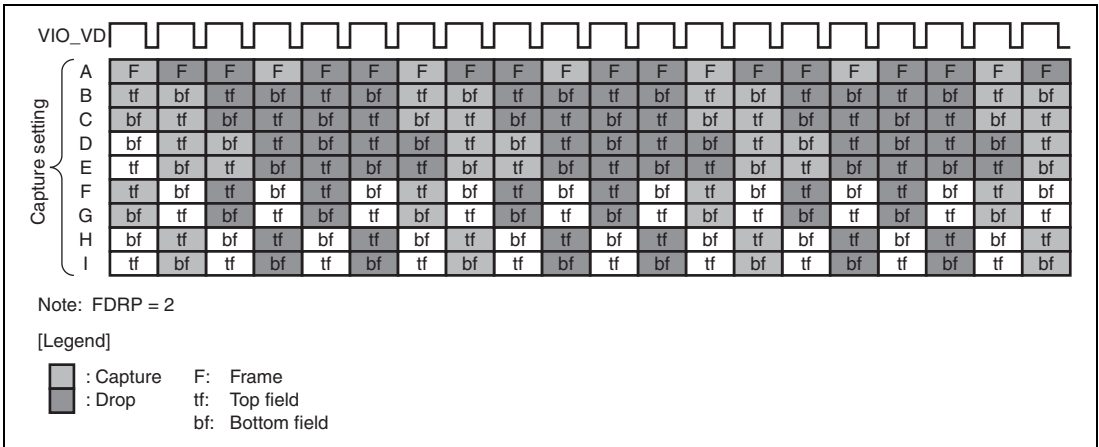 VIO_VD
Capture setting
A F F F F F F F F F F F F F F F F F F F F
B tf bf tf bf tf bf tf bf tf bf tf bf tf bf tf bf tf bf tf bf
C bf tf bf tf bf tf bf tf bf tf bf tf bf tf bf tf bf tf bf tf
D bf tf bf tf bf tf bf tf bf tf bf tf bf tf bf tf bf tf bf tf
E tf bf tf bf tf bf tf bf tf bf tf bf tf bf tf bf tf bf tf bf
F tf bf tf bf tf bf tf bf tf bf tf bf tf bf tf bf tf bf tf bf
G bf tf bf tf bf tf bf tf bf tf bf tf bf tf bf tf bf tf bf tf
H bf tf bf tf bf tf bf tf bf tf bf tf bf tf bf tf bf tf bf tf
I tf bf tf bf tf bf tf bf tf bf tf bf tf bf tf bf tf bf tf bf
Note: FDRP = 2
[Legend]
: Capture F: Frame
: Drop tf: Top field
bf: Bottom field